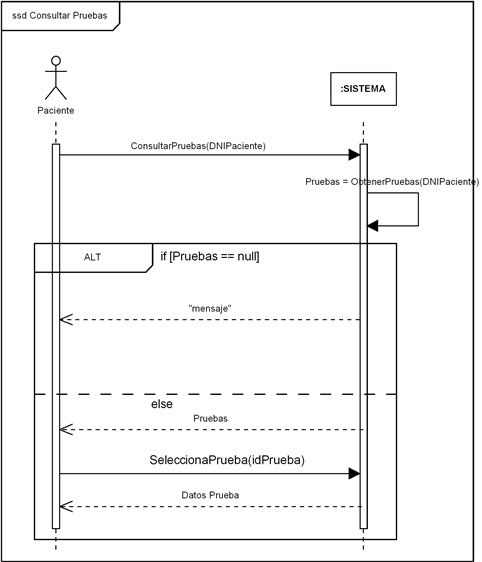 ssd Consultar Pruebas
Paciente
:SISTEMA
ConsultarPruebas(DNIPaciente)
Pruebas = ObtenerPruebas(DNIPaciente)
ALT
if [Pruebas == null]
"mensaje"
else
Pruebas
SeleccionaPrueba(idPrueba)
Datos Prueba